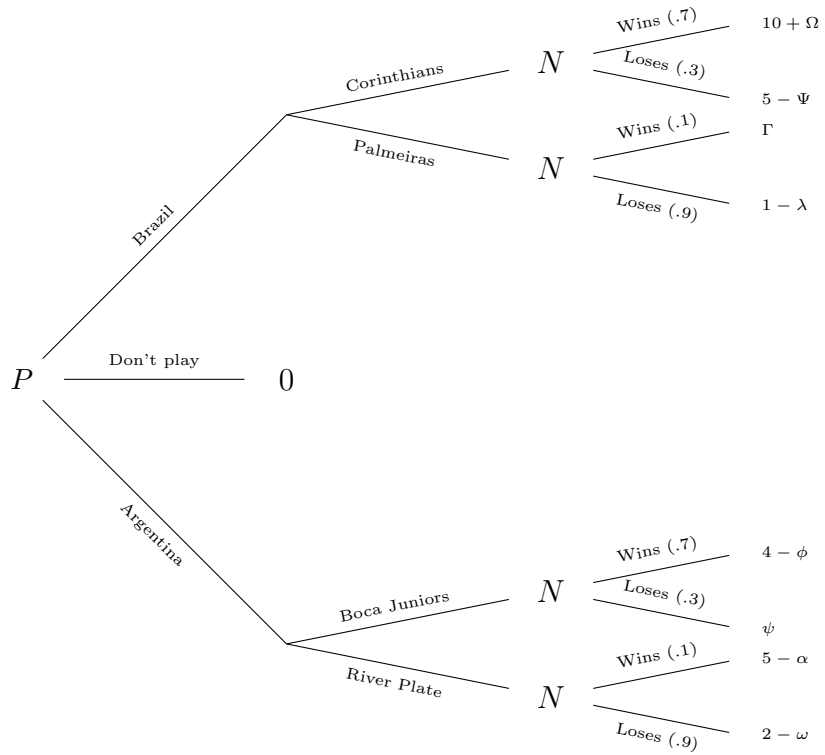 Wins (.7)
10 + Ω
Corinthians
N
Loses (.3)
5 − Ψ
Wins (.1)
Γ
Palmeiras
N
Loses (.9)
1 − λ
Brazil
P
Don't play
0
Argentina
Wins (.7)
4 − ϕ
Boca Juniors
N
Loses (.3)
ψ
Wins (.1)
5 − α
River Plate
N
Loses (.9)
2 − ω